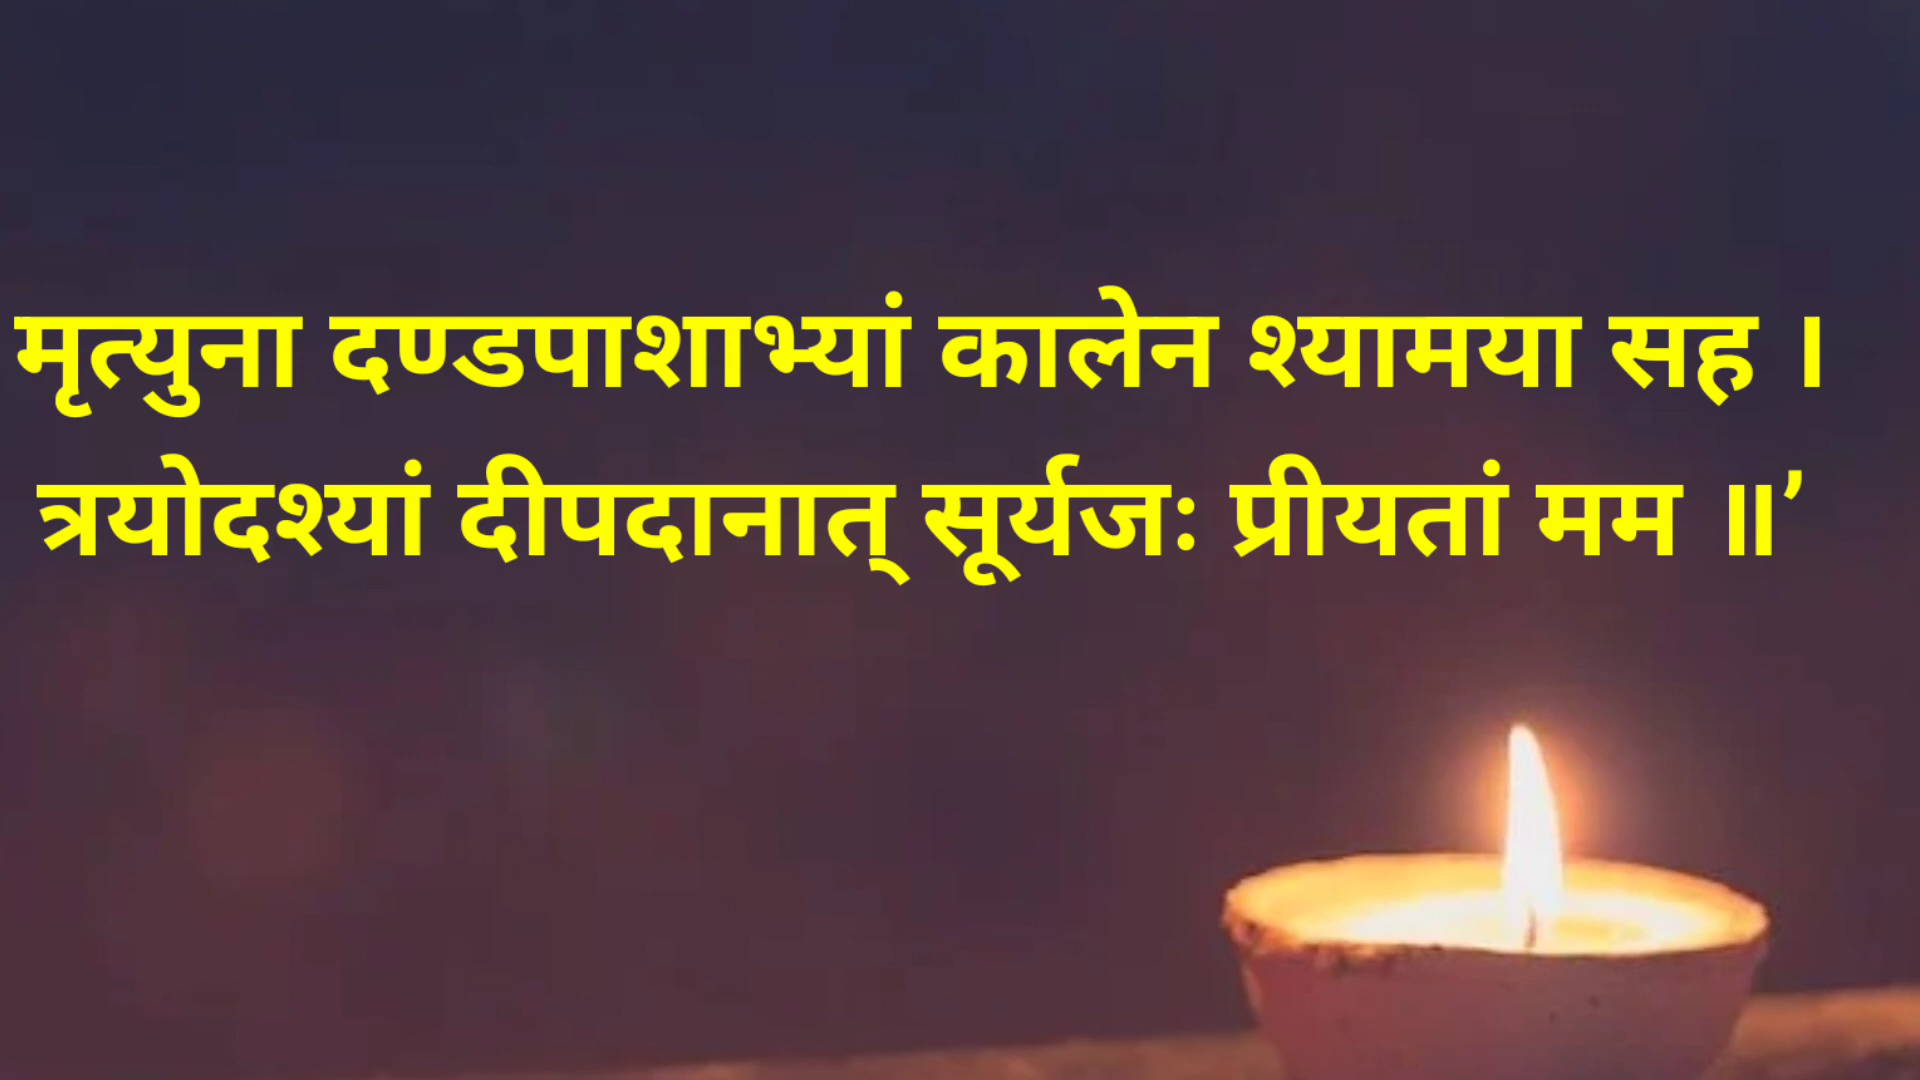 मृत्युना दण्डपाशाभ्यां कालेन श्यामया सह ।
त्रयोदश्यां दीपदानात् सूर्यजः प्रीयतां मम ॥’